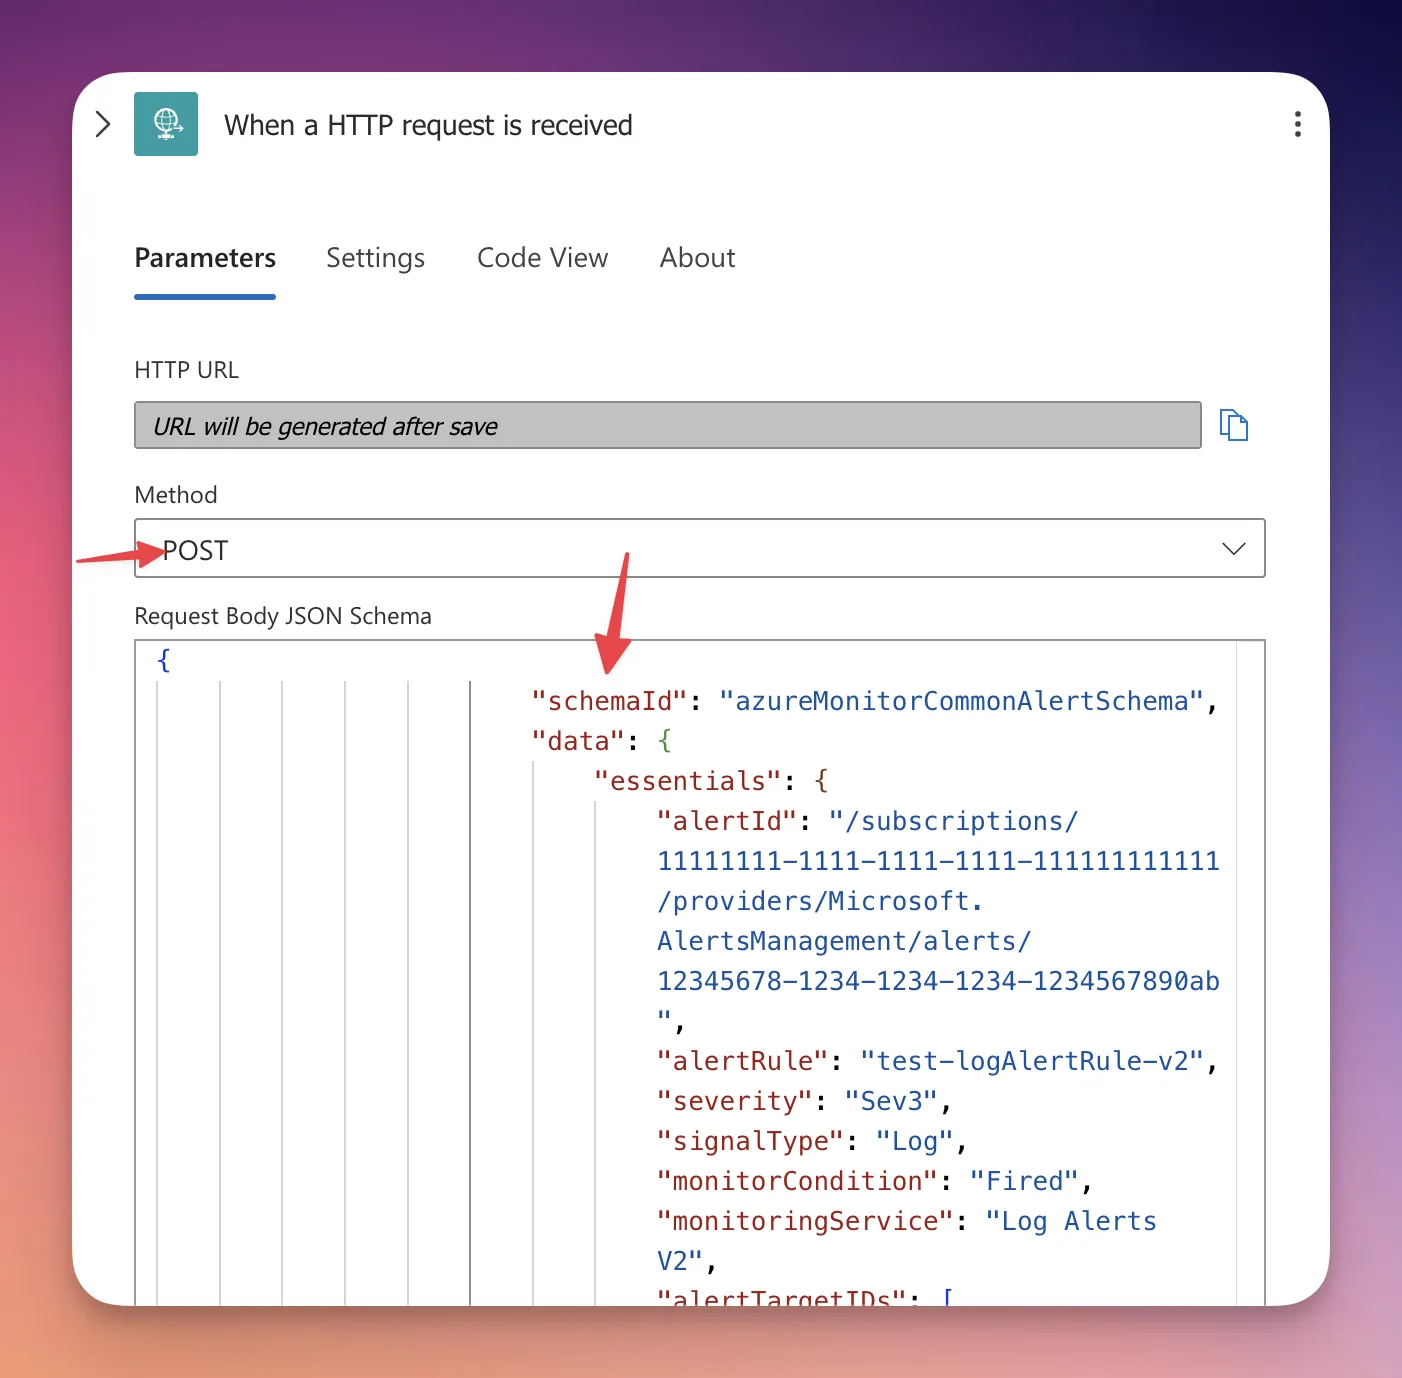 When a HTTP request is received
Parameters Settings Code View About
HTTP URL
URL will be generated after save
Method
POST
Request Body JSON Schema
{
"schemaId": "azureMonitorCommonAlertSchema",
"data": {
"essentials": {
"alertId": "/subscriptions/
11111111-1111-1111-1111-111111111111
/providers/Microsoft.
AlertsManagement/alerts/
12345678-1234-1234-1234-1234567890ab
",
"alertRule": "test-logAlertRule-v2",
"severity": "Sev3",
"signalType": "Log",
"monitorCondition": "Fired",
"monitoringService": "Log Alerts
V2",
"alertTargetIDs": [